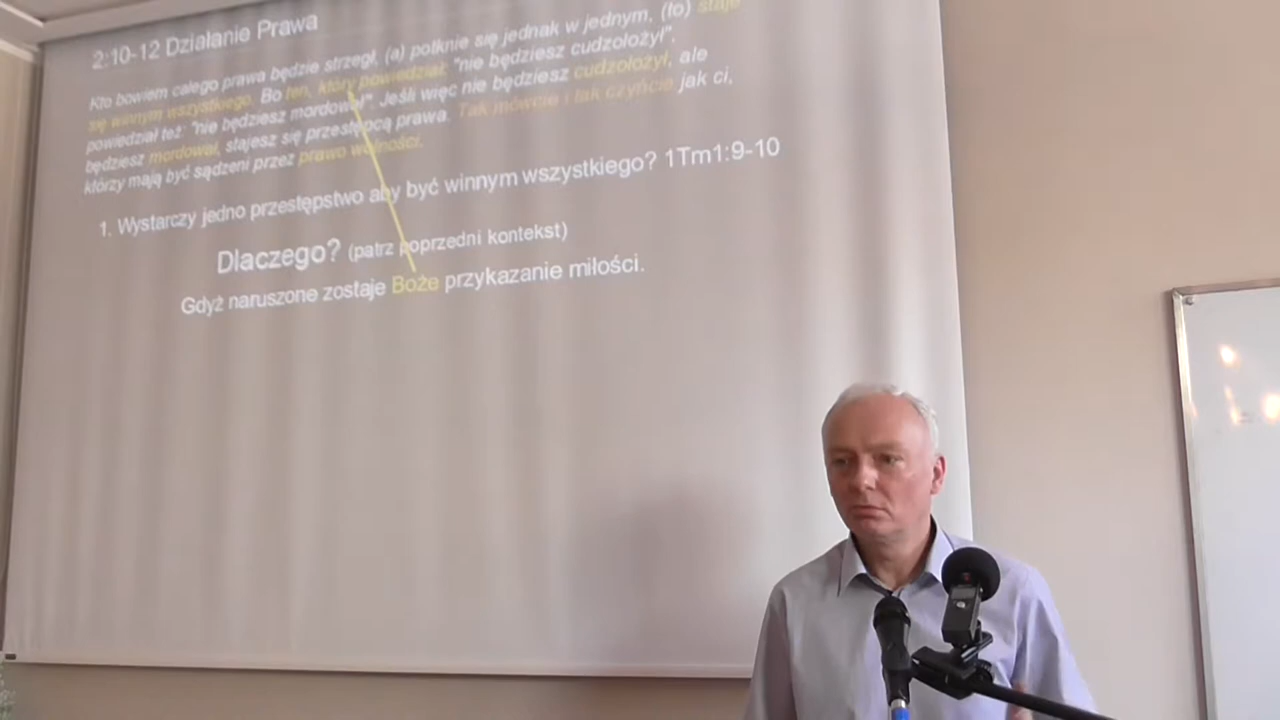 2:10-12 Działanie Prawa
Kto bowiem całego prawa będzie strzegł, (a) potknie się jednak w jednym, (to) staje
się winnym wszystkiego. Bo ten, który powiedział: "nie będziesz cudzołożył",
powiedział też: "nie będziesz mordował". Jeśli więc nie będziesz cudzołożył, ale
będziesz mordował, stajesz się przestępcą prawa. Tak mówcie i tak czyńcie jak ci,
którzy mają być sądzeni przez prawo wolności.
1. Wystarczy jedno przestępstwo aby być winnym wszystkiego? 1Tm1:9-10
Dlaczego? (patrz poprzedni kontekst)
Gdyż naruszone zostaje Boże przykazanie miłości.